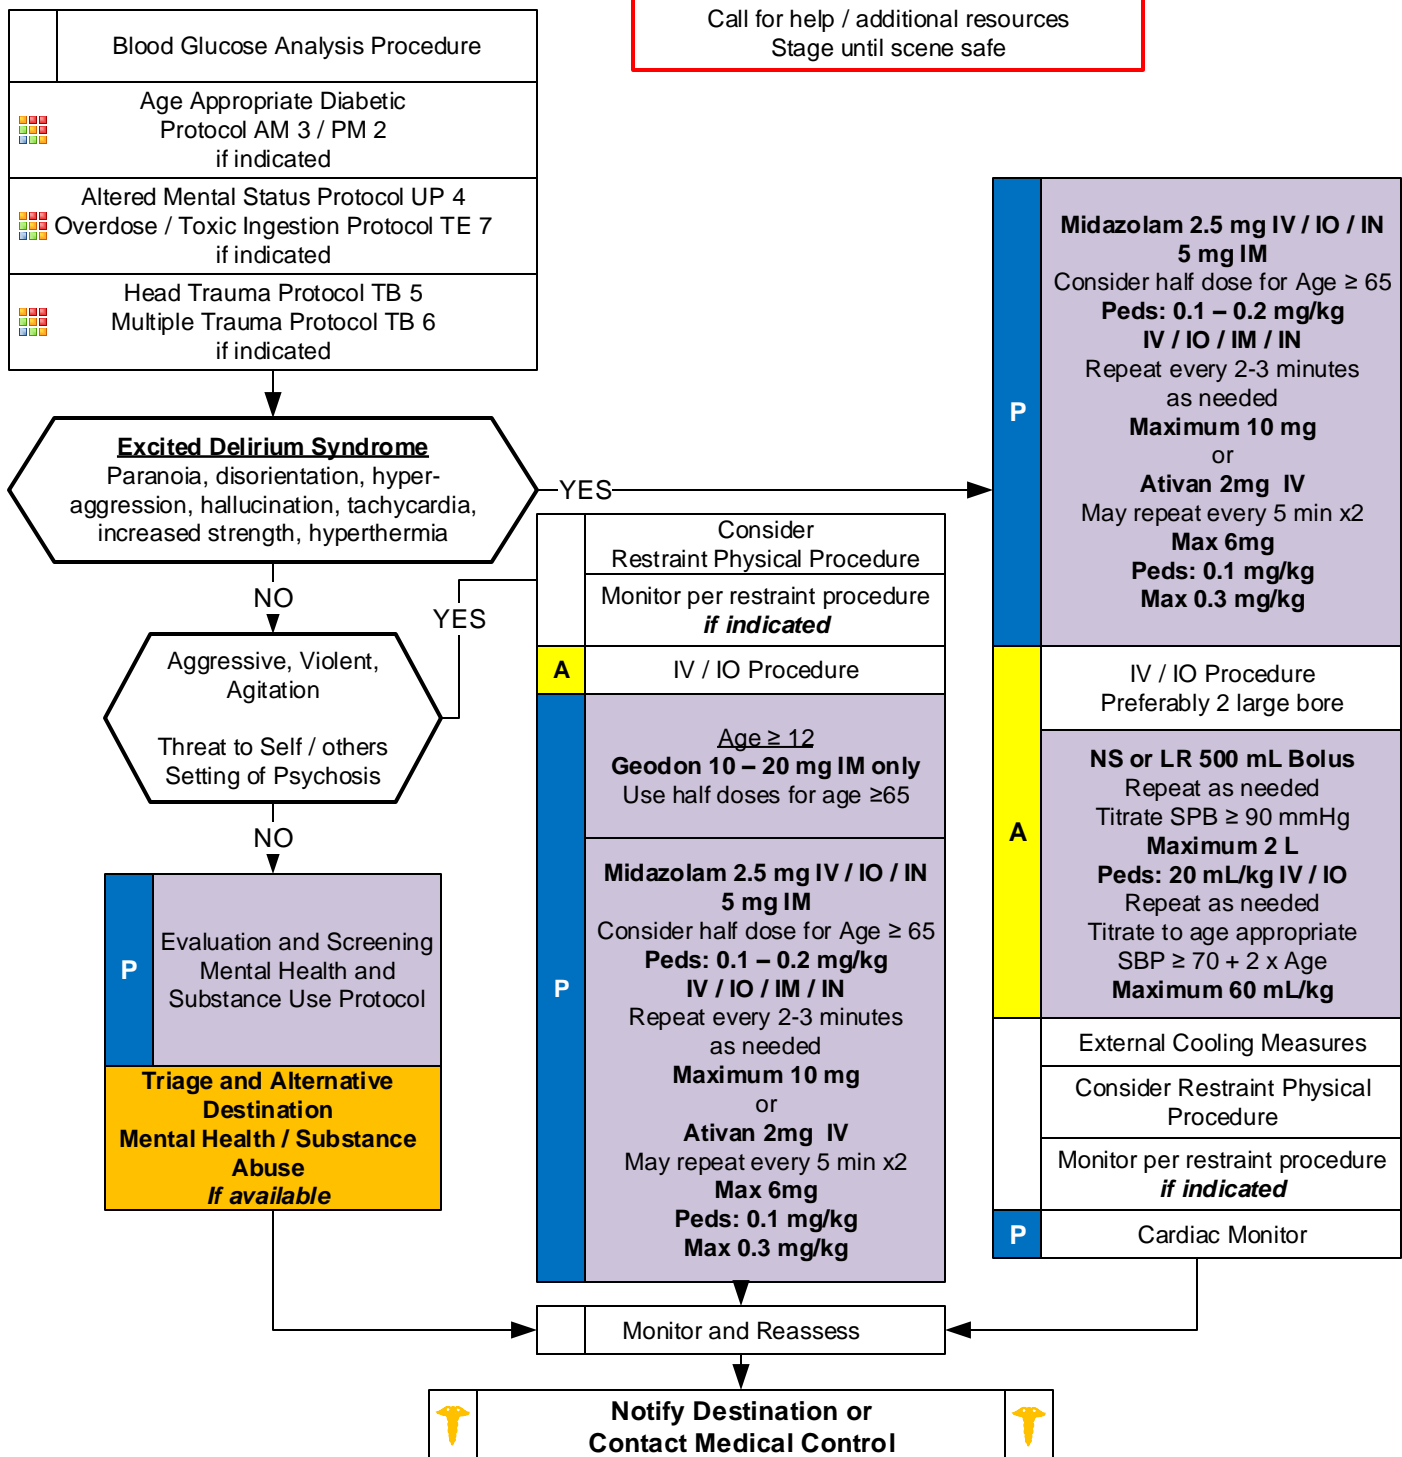 Call for help / additional resources
Stage until scene safe
Blood Glucose Analysis Procedure
Age Appropriate Diabetic
Protocol AM 3 / PM 2
if indicated
Altered Mental Status Protocol UP 4
Overdose / Toxic Ingestion Protocol TE 7
if indicated
Head Trauma Protocol TB 5
Multiple Trauma Protocol TB 6
if indicated
Excited Delirium Syndrome
Paranoia, disorientation, hyper-
aggression, hallucination, tachycardia,
increased strength, hyperthermia
YES
NO
YES
Aggressive, Violent,
Agitation
Threat to Self / others
Setting of Psychosis
NO
P
Evaluation and Screening
Mental Health and
Substance Use Protocol
Triage and Alternative
Destination
Mental Health / Substance
Abuse
If available
Consider
Restraint Physical Procedure
Monitor per restraint procedure
if indicated
A
IV / IO Procedure
P
Age ≥ 12
Geodon 10 – 20 mg IM only
Use half doses for age ≥65
Midazolam 2.5 mg IV / IO / IN
5 mg IM
Consider half dose for Age ≥ 65
Peds: 0.1 – 0.2 mg/kg
IV / IO / IM / IN
Repeat every 2-3 minutes
as needed
Maximum 10 mg
or
Ativan 2mg IV
May repeat every 5 min x2
Max 6mg
Peds: 0.1 mg/kg
Max 0.3 mg/kg
P
Midazolam 2.5 mg IV / IO / IN
5 mg IM
Consider half dose for Age ≥ 65
Peds: 0.1 – 0.2 mg/kg
IV / IO / IM / IN
Repeat every 2-3 minutes
as needed
Maximum 10 mg
or
Ativan 2mg IV
May repeat every 5 min x2
Max 6mg
Peds: 0.1 mg/kg
Max 0.3 mg/kg
A
IV / IO Procedure
Preferably 2 large bore
NS or LR 500 mL Bolus
Repeat as needed
Titrate SPB ≥ 90 mmHg
Maximum 2 L
Peds: 20 mL/kg IV / IO
Repeat as needed
Titrate to age appropriate
SBP ≥ 70 + 2 x Age
Maximum 60 mL/kg
External Cooling Measures
Consider Restraint Physical
Procedure
Monitor per restraint procedure
if indicated
P
Cardiac Monitor
Monitor and Reassess
Notify Destination or
Contact Medical Control